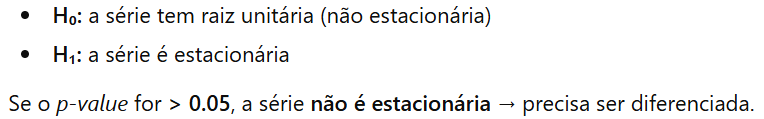 • H₀: a série tem raiz unitária (não estacionária)
• H₁: a série é estacionária
Se o p-value for > 0.05, a série não é estacionária → precisa ser diferenciada.